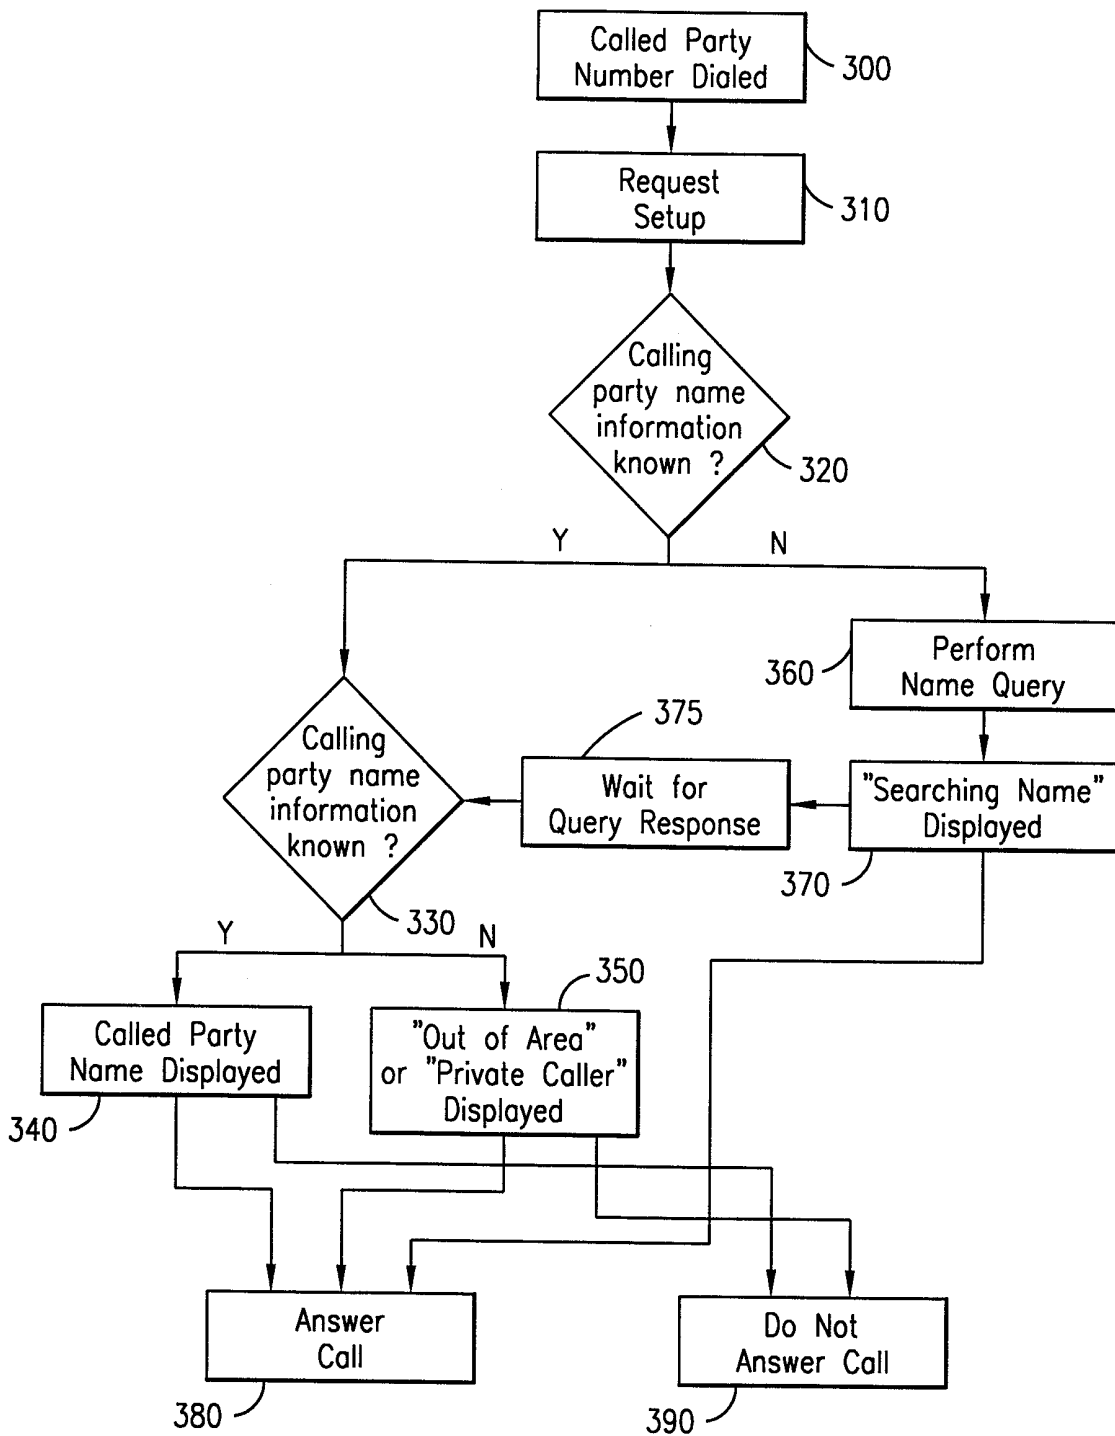 Called Party
Number Dialed
300
Request
Setup
310
Calling
party name
information
known ?
320
Y
N
Perform
Name Query
360
375
Calling
party name
information
known ?
330
Wait for
Query Response
"Searching Name"
Displayed
370
Y
N
350
Called Party
Name Displayed
340
"Out of Area"
or "Private Caller"
Displayed
Answer
Call
380
Do Not
Answer Call
390